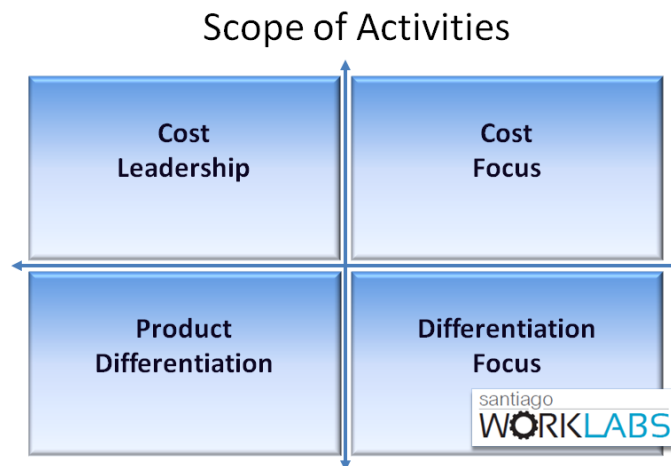 Scope of Activities
Cost
Leadership
Cost
Focus
Product
Differentiation
Differentiation
Focus
santiago
WORKLABS